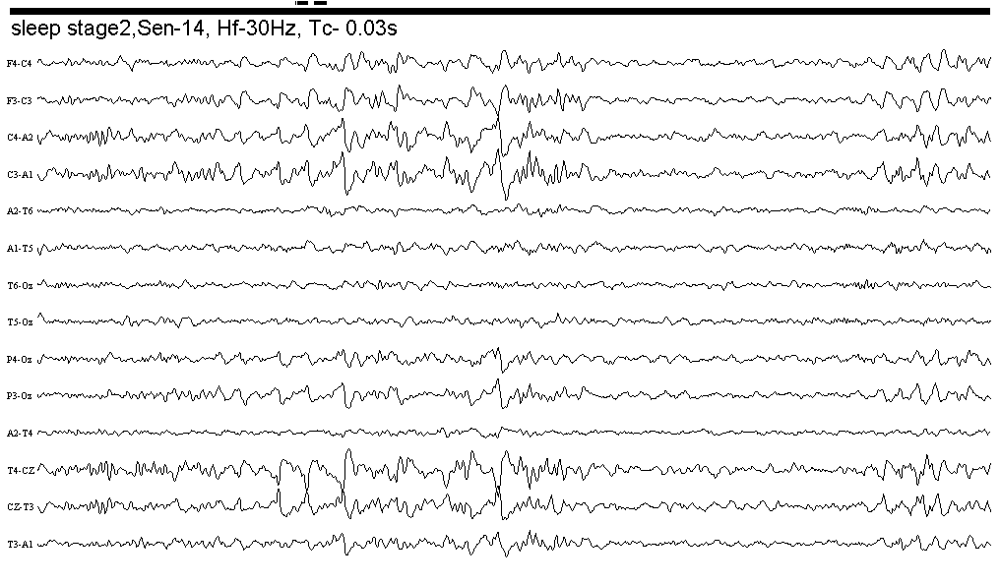 sleep stage2,Sen-14, Hf-30Hz, Tc- 0.03s
F4-C4
F3-C3
C4-A2
C3-A1
A2-T6
A1-T5
T6-Oz
T5-Oz
P4-Oz
P3-Oz
A2-T4
T4-CZ
CZ-T3
T3-A1